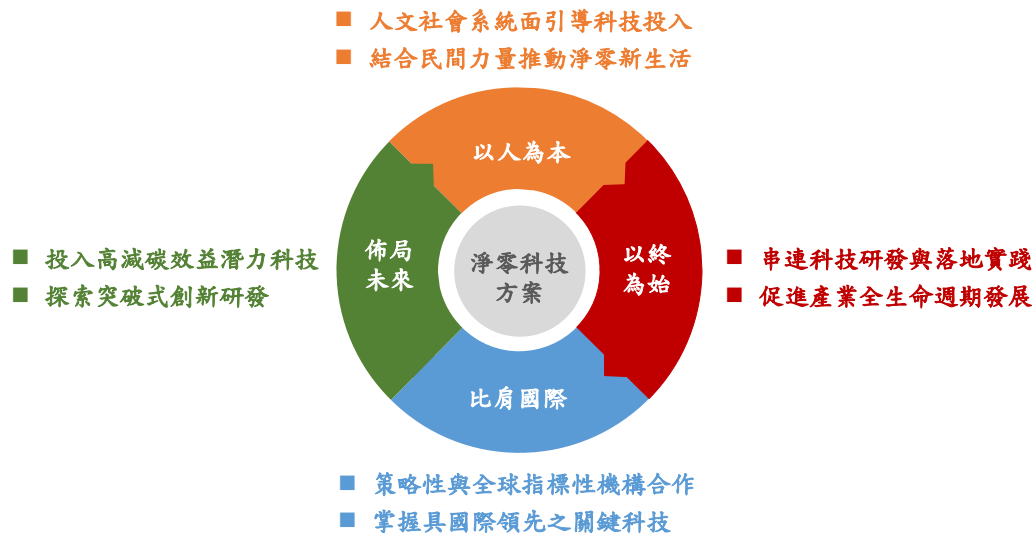 ■ 人文社會系統面引導科技投入
■ 結合民間力量推動淨零新生活
以人為本
佈局
未來
淨零科技
方案
以終
為始
■ 投入高減碳效益潛力科技
■ 探索突破式創新研發
■ 串連科技研發與落地實踐
■ 促進產業全生命週期發展
比肩國際
■ 策略性與全球指標性機構合作
■ 掌握具國際領先之關鍵科技